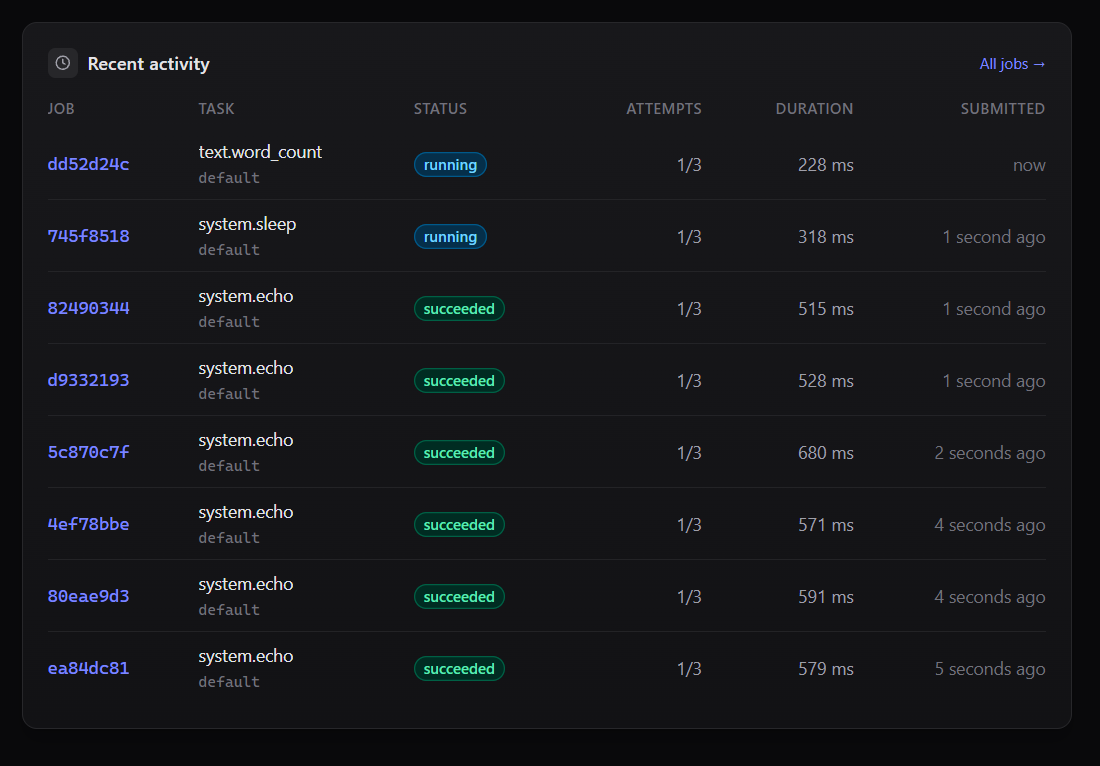 Recent activity
All jobs →
JOB TASK STATUS ATTEMPTS DURATION SUBMITTED
dd52d24c text.word_count running 1/3 228 ms now
default
745f8518 system.sleep running 1/3 318 ms 1 second ago
default
82490344 system.echo succeeded 1/3 515 ms 1 second ago
default
d9332193 system.echo succeeded 1/3 528 ms 1 second ago
default
5c870c7f system.echo succeeded 1/3 680 ms 2 seconds ago
default
4ef78bbe system.echo succeeded 1/3 571 ms 4 seconds ago
default
80eae9d3 system.echo succeeded 1/3 591 ms 4 seconds ago
default
ea84dc81 system.echo succeeded 1/3 579 ms 5 seconds ago
default